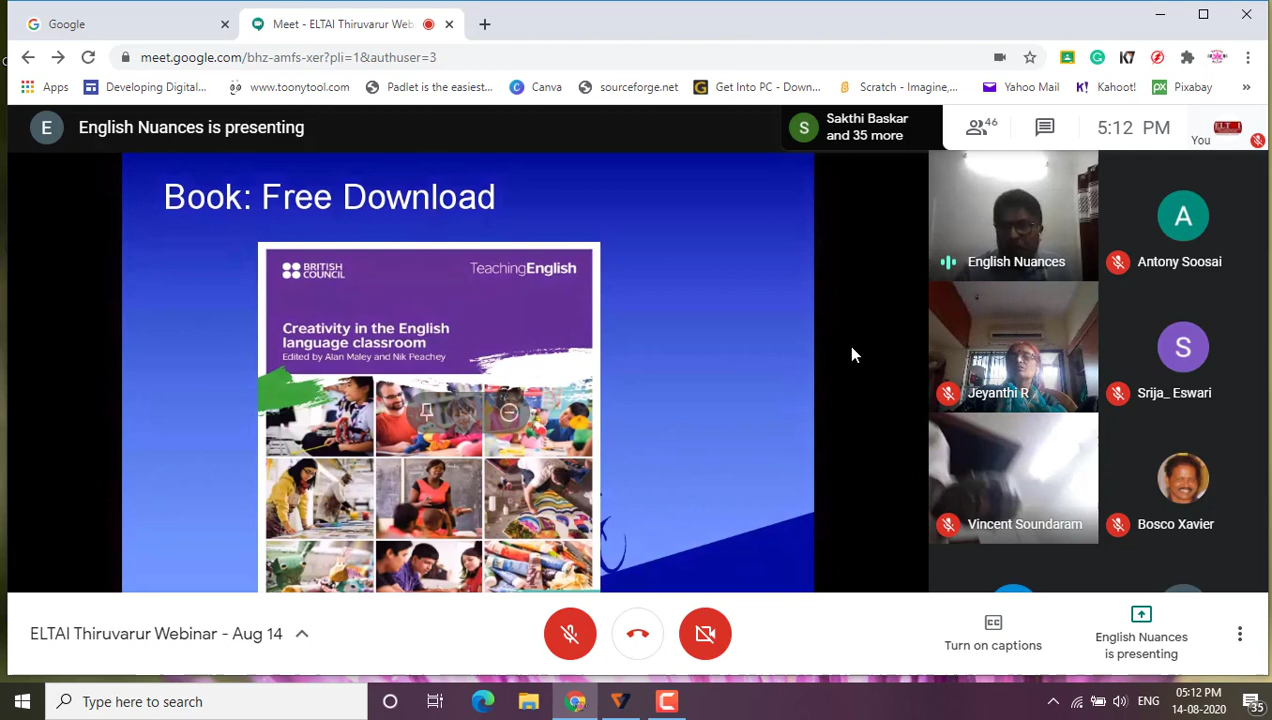 Google
Meet - ELTAI Thiruvarur Web
meet.google.com/bhz-amfs-xer?pli=1&authuser=3
Apps
Developing Digital...
www.tonnytool.com
Padlet is the easiest...
Canva
sourceforge.net
Get Into PC - Down...
Scratch - Imagine,...
Yahoo Mail
Kahoot!
Pixabay
E
English Nuances is presenting
S
Sakthi Baskar
and 35 more
46
5:12 PM
You
Book: Free Download
BRITISH
COUNCIL
TeachingEnglish
Creativity in the English
language classroom
Edited by Alan Maley and Nik Peachey
English Nuances
A
Antony Soosai
Jeyanthi R
S
Srija_ Eswari
Vincent Soundaram
Bosco Xavier
ELTAI Thiruvarur Webinar - Aug 14
Turn on captions
English Nuances
is presenting
Type here to search
ENG
05:12 PM
14-08-2020
35